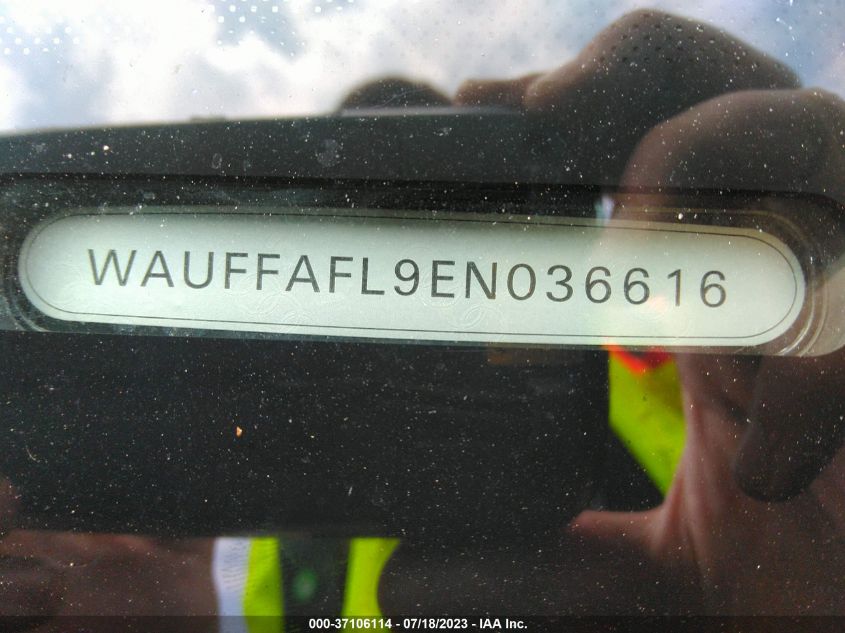 WAUFFAFL9EN036616
000-37106114 - 07/18/2023 - IAA Inc.